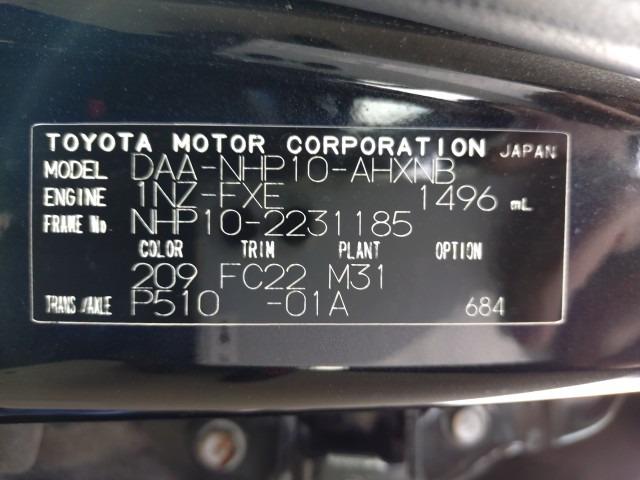 TOYOTA MOTOR CORPORATION JAPAN
MODEL DAA-NHP10-AHXNB
ENGINE 1NZ-FXE 1496 mL
FRAME No NHP10-2231185
COLOR TRIM PLANT OPTION
209 FC22 M31
TRANS/AXLE P510 -01A 684